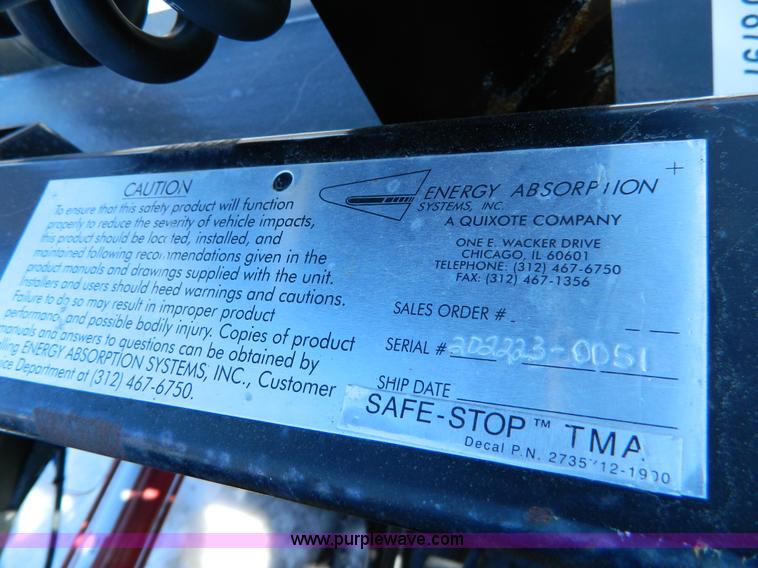 CAUTION
To ensure that this safety product will function
properly to reduce the severity of vehicle impacts,
this product should be located, installed, and
maintained following recommendations given in the
product manuals and drawings supplied with the unit.
Installers and users should heed warnings and cautions.
Failure to do so may result in improper product
performance and possible bodily injury. Copies of product
manuals and answers to questions can be obtained by
lling ENERGY ABSORPTION SYSTEMS, INC., Customer
ice Department at (312) 467-6750.
ENERGY ABSORPTION
SYSTEMS, INC.
A QUIXOTE COMPANY
ONE E. WACKER DRIVE
CHICAGO, IL 60601
TELEPHONE: (312) 467-6750
FAX: (312) 467-1356
SALES ORDER #
SERIAL # 202223-0051
SHIP DATE
SAFE-STOP™ TMA
Decal P.N. 2735712-1900
www.purplewave.com